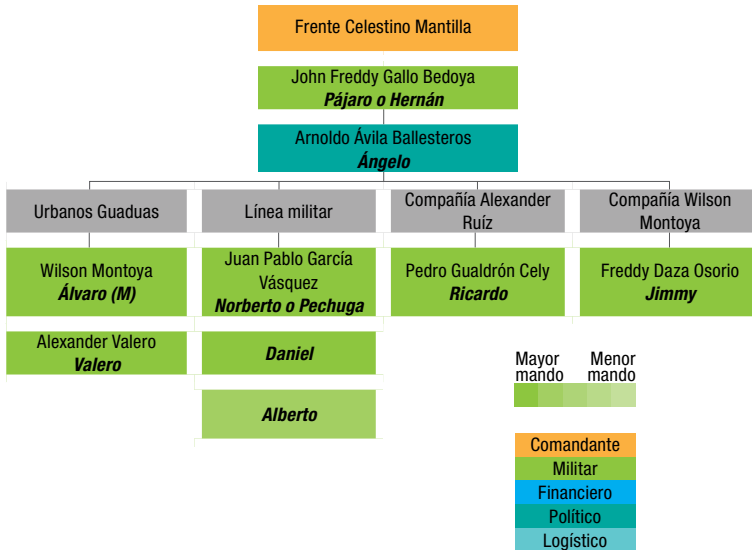 Frente Celestino Mantilla
John Freddy Gallo Bedoya
Pájaro o Hernán
Arnoldo Ávila Ballesteros
Ángelo
Urbanos Guaduas
Línea militar
Compañía Alexander
Ruíz
Compañía Wilson
Montoya
Wilson Montoya
Álvaro (M)
Juan Pablo García
Vásquez
Norberto o Pechuga
Pedro Gualdrón Cely
Ricardo
Freddy Daza Osorio
Jimmy
Alexander Valero
Valero
Daniel
Alberto
Mayor
mando
Menor
mando
Comandante
Militar
Financiero
Político
Logístico